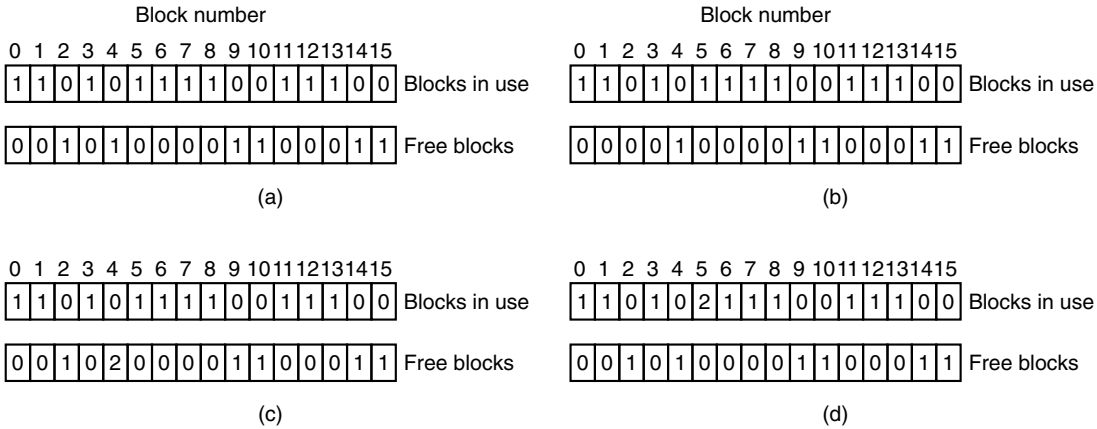 Block number
0 1 2 3 4 5 6 7 8 9 10 11 12 13 14 15
1 1 0 1 0 1 1 1 1 0 0 1 1 1 0 0 Blocks in use
0 0 1 0 1 0 0 0 0 1 1 0 0 0 1 1 Free blocks
(a)
Block number
0 1 2 3 4 5 6 7 8 9 10 11 12 13 14 15
1 1 0 1 0 1 1 1 1 0 0 1 1 1 0 0 Blocks in use
0 0 0 0 1 0 0 0 0 1 1 0 0 0 1 1 Free blocks
(b)
0 1 2 3 4 5 6 7 8 9 10 11 12 13 14 15
1 1 0 1 0 1 1 1 1 0 0 1 1 1 0 0 Blocks in use
0 0 1 0 2 0 0 0 0 1 1 0 0 0 1 1 Free blocks
(c)
0 1 2 3 4 5 6 7 8 9 10 11 12 13 14 15
1 1 0 1 0 2 1 1 1 0 0 1 1 1 0 0 Blocks in use
0 0 1 0 1 0 0 0 0 1 1 0 0 0 1 1 Free blocks
(d)